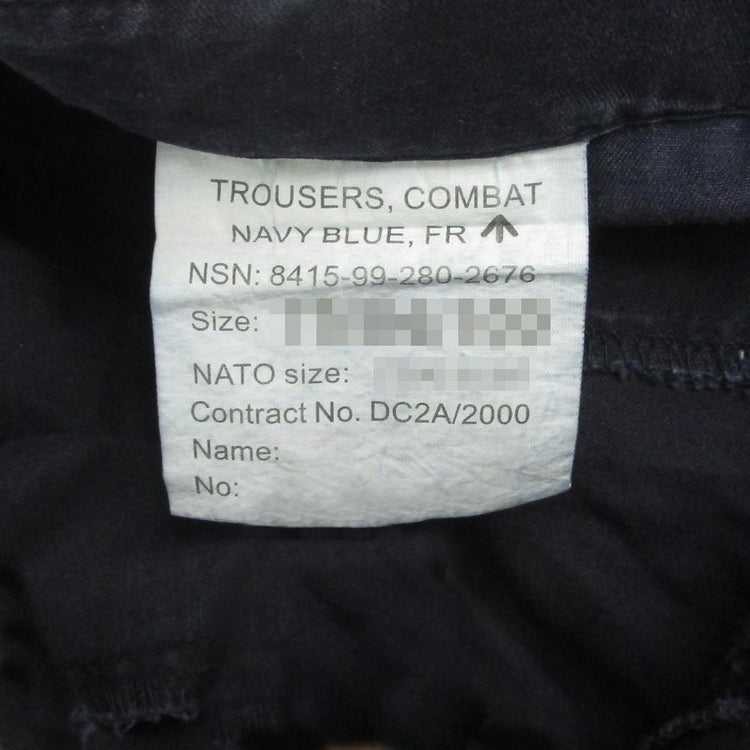 TROUSERS, COMBAT
NAVY BLUE, FR
NSN: 8415-99-280-2676
Size:
NATO size:
Contract No. DC2A/2000
Name:
No: